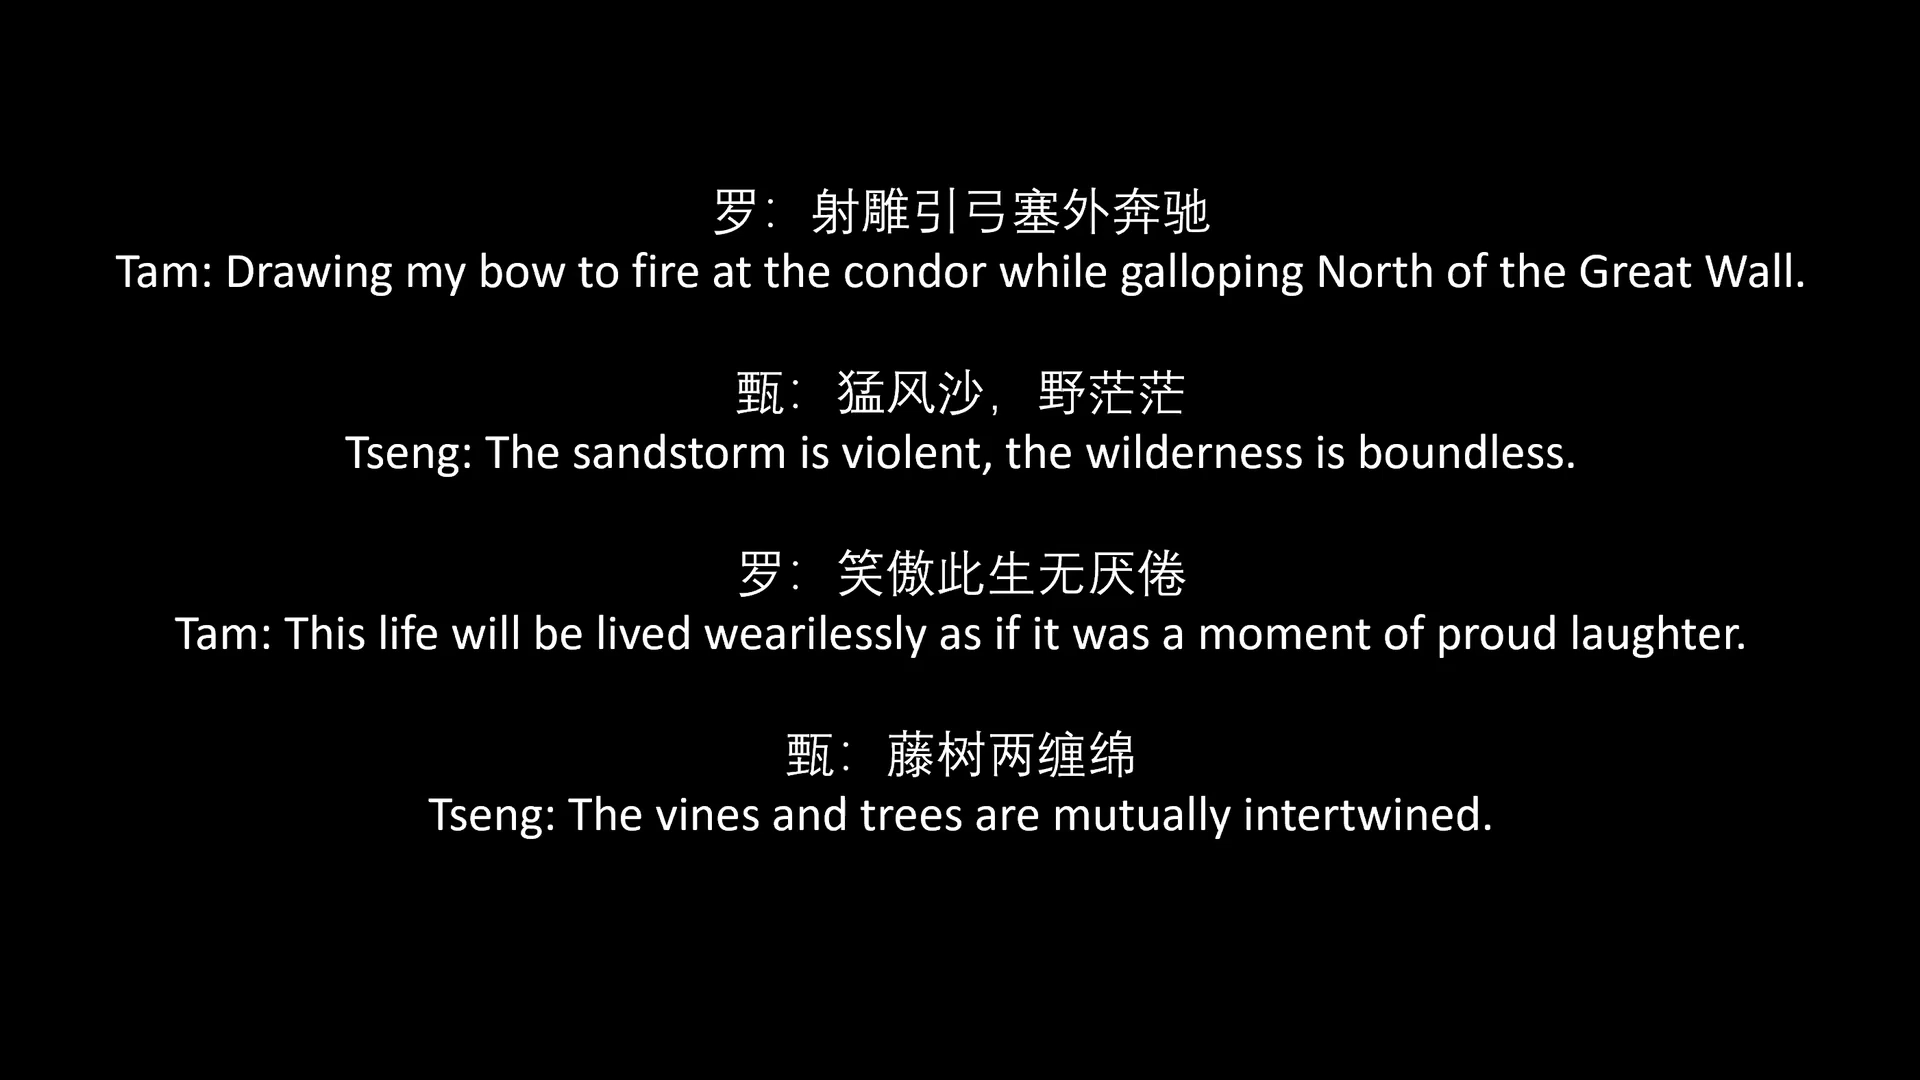 罗：射雕引弓塞外奔驰
Tam: Drawing my bow to fire at the condor while galloping North of the Great Wall.
甄：猛风沙，野茫茫
Tseng: The sandstorm is violent, the wilderness is boundless.
罗：笑傲此生无厌倦
Tam: This life will be lived wearilessly as if it was a moment of proud laughter.
甄：藤树两缠绵
Tseng: The vines and trees are mutually intertwined.